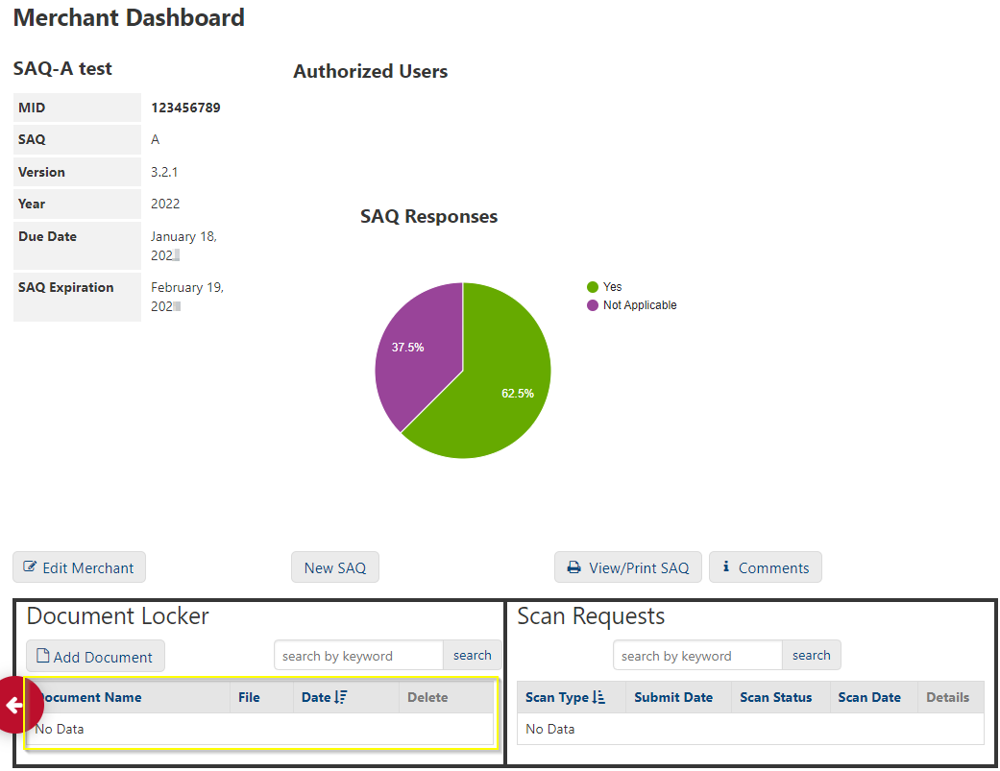 Merchant Dashboard
SAQ-A test
Authorized Users
MID 123456789
SAQ A
Version 3.2.1
Year 2022
Due Date January 18,
202
SAQ Expiration February 19,
202
SAQ Responses
Yes
Not Applicable
37.5%
62.5%
Edit Merchant New SAQ View/Print SAQ Comments
Document Locker
Add Document search by keyword search
ocument Name File Date Delete
No Data
Scan Requests
search by keyword search
Scan Type Submit Date Scan Status Scan Date Details
No Data